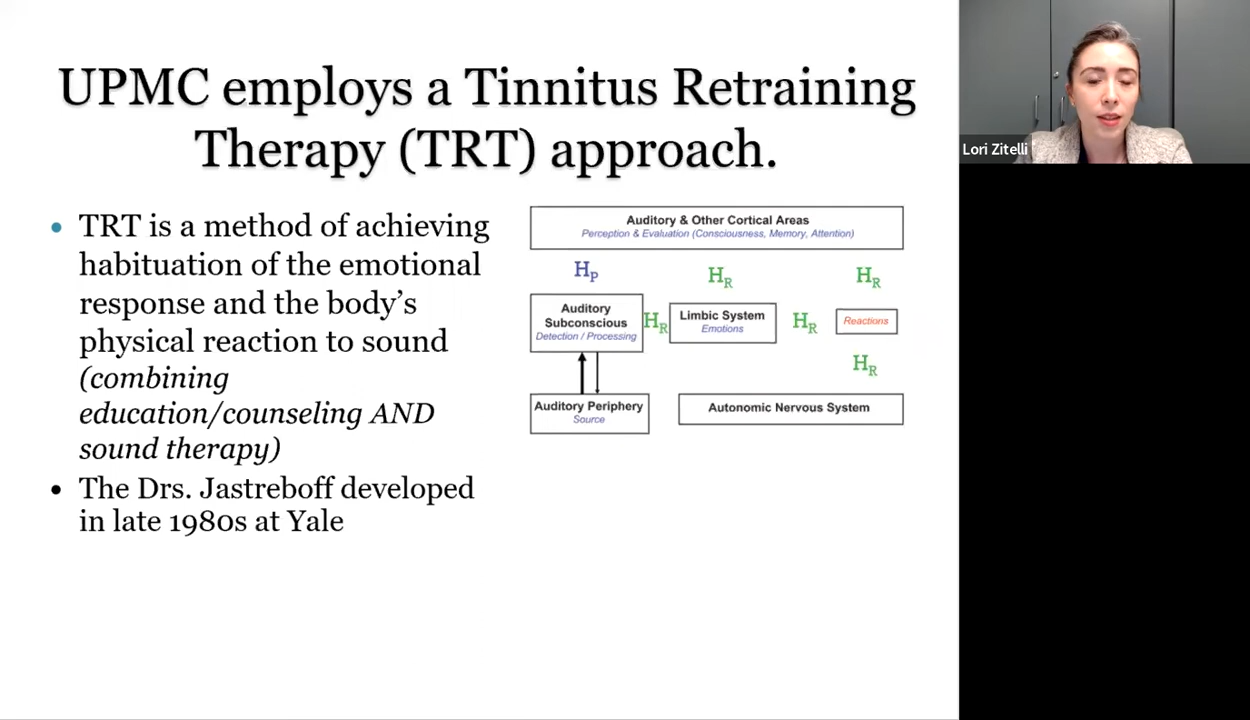 UPMC employs a Tinnitus Retraining
Therapy (TRT) approach.
• TRT is a method of achieving
habituation of the emotional
response and the body's
physical reaction to sound
(combining
education/counseling AND
sound therapy)
• The Drs. Jastreboff developed
in late 1980s at Yale
Auditory & Other Cortical Areas
Perception & Evaluation (Consciousness, Memory, Attention)
HP
HR
HR
Auditory
Subconscious
Detection / Processing
HR
Limbic System
Emotions
HR
Reactions
HR
Auditory Periphery
Source
Autonomic Nervous System
Lori Zitelli